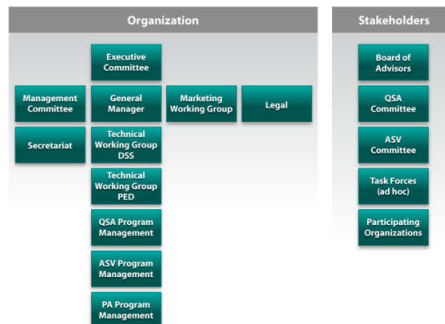 Organization
Stakeholders
Executive
Committee
Management
Committee
General
Manager
Marketing
Working Group
Legal
Secretariat
Technical
Working Group
DSS
Technical
Working Group
PED
QSA Program
Management
ASV Program
Management
PA Program
Management
Board of
Advisors
QSA
Committee
ASV
Committee
Task Forces
(ad hoc)
Participating
Organizations